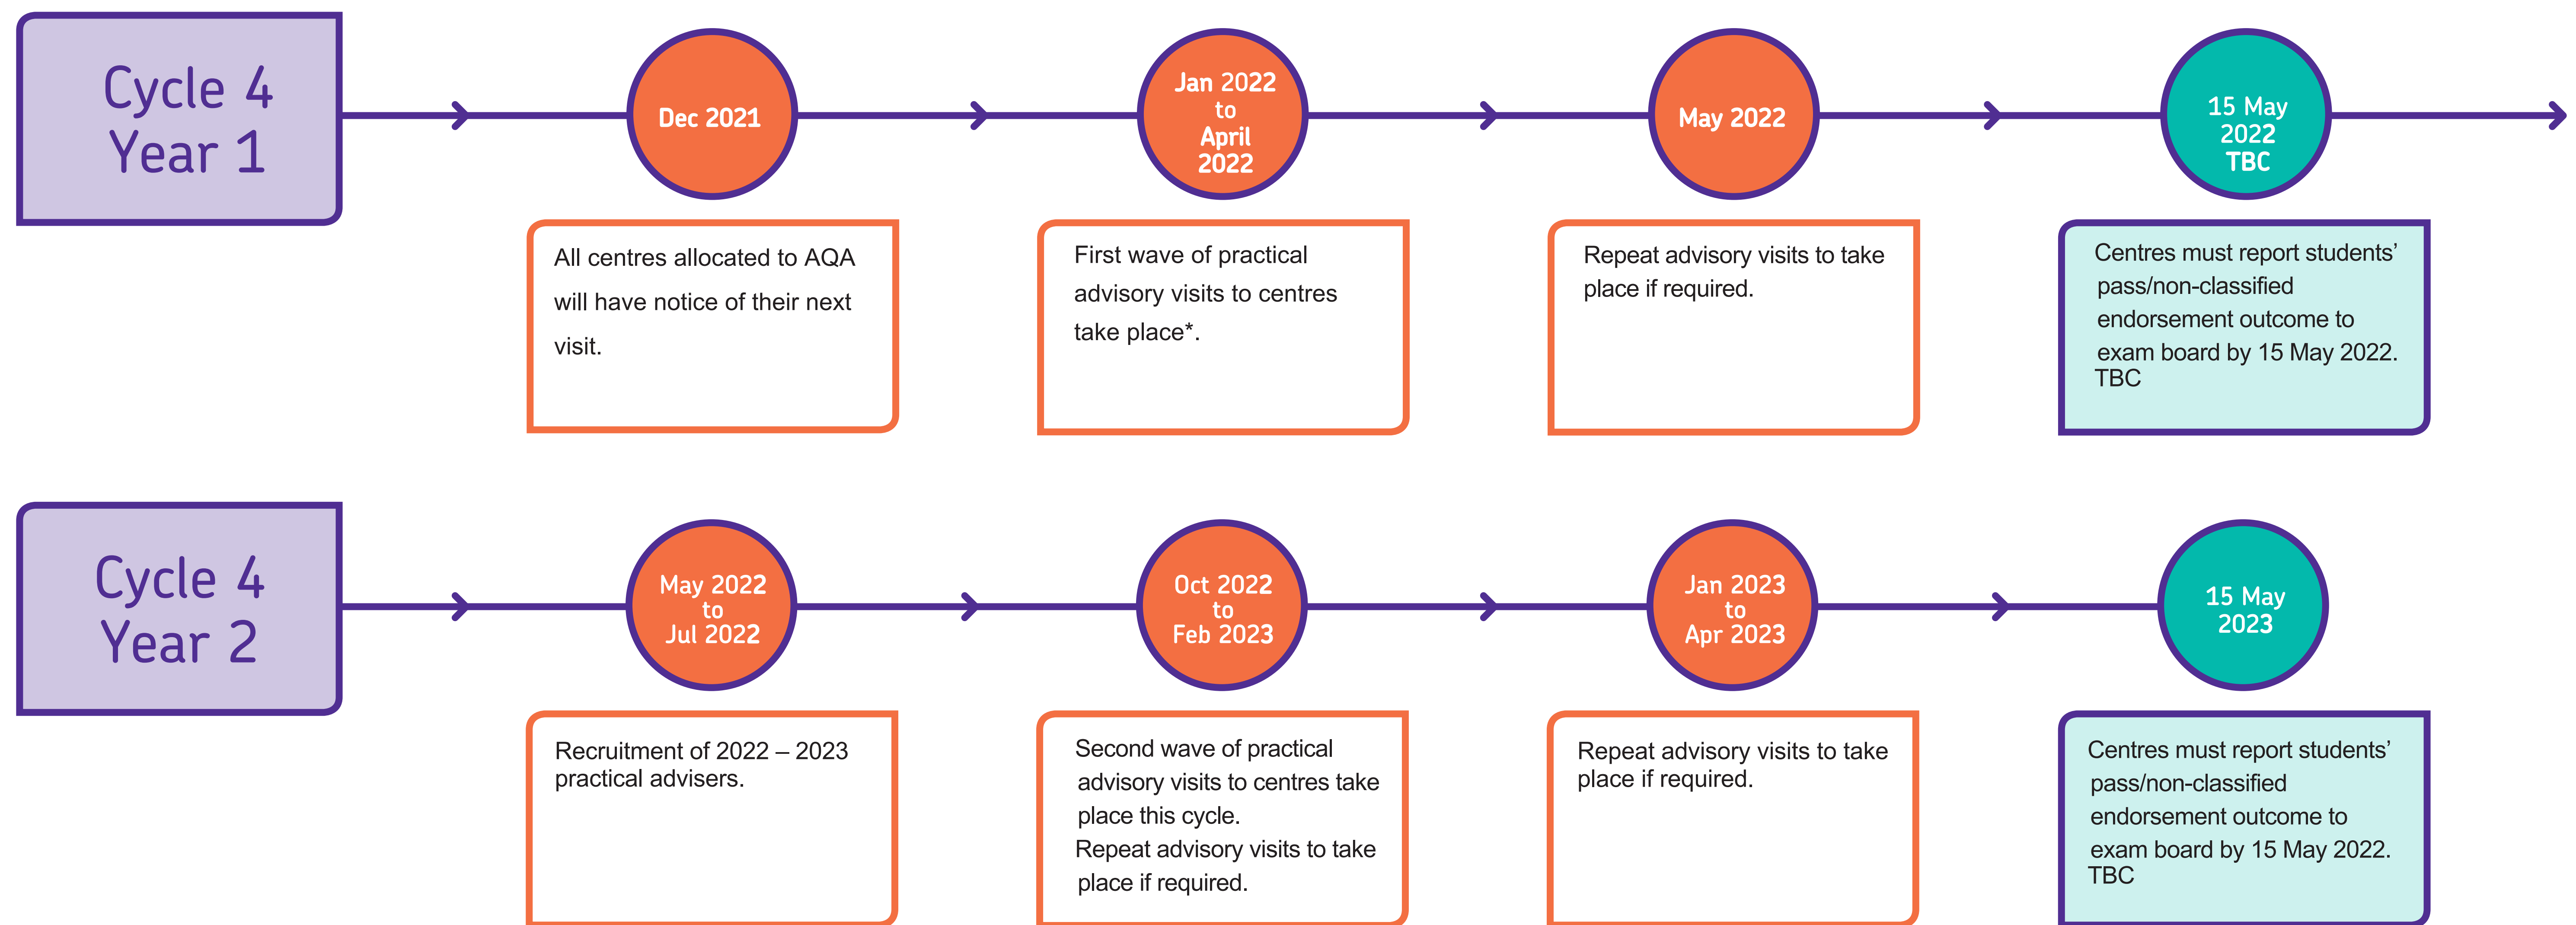 Cycle 4
Year 1
Dec 2021
All centres allocated to AQA
will have notice of their next
visit.
Jan 2022
to
April
2022
First wave of practical
advisory visits to centres
take place*.
May 2022
Repeat advisory visits to take
place if required.
15 May
2022
TBC
Centres must report students’
pass/non-classified
endorsement outcome to
exam board by 15 May 2022.
TBC
Cycle 4
Year 2
May 2022
to
Jul 2022
Recruitment of 2022 – 2023
practical advisers.
Oct 2022
to
Feb 2023
Second wave of practical
advisory visits to centres take
place this cycle.
Repeat advisory visits to take
place if required.
Jan 2023
to
Apr 2023
Repeat advisory visits to take
place if required.
15 May
2023
Centres must report students’
pass/non-classified
endorsement outcome to
exam board by 15 May 2022.
TBC